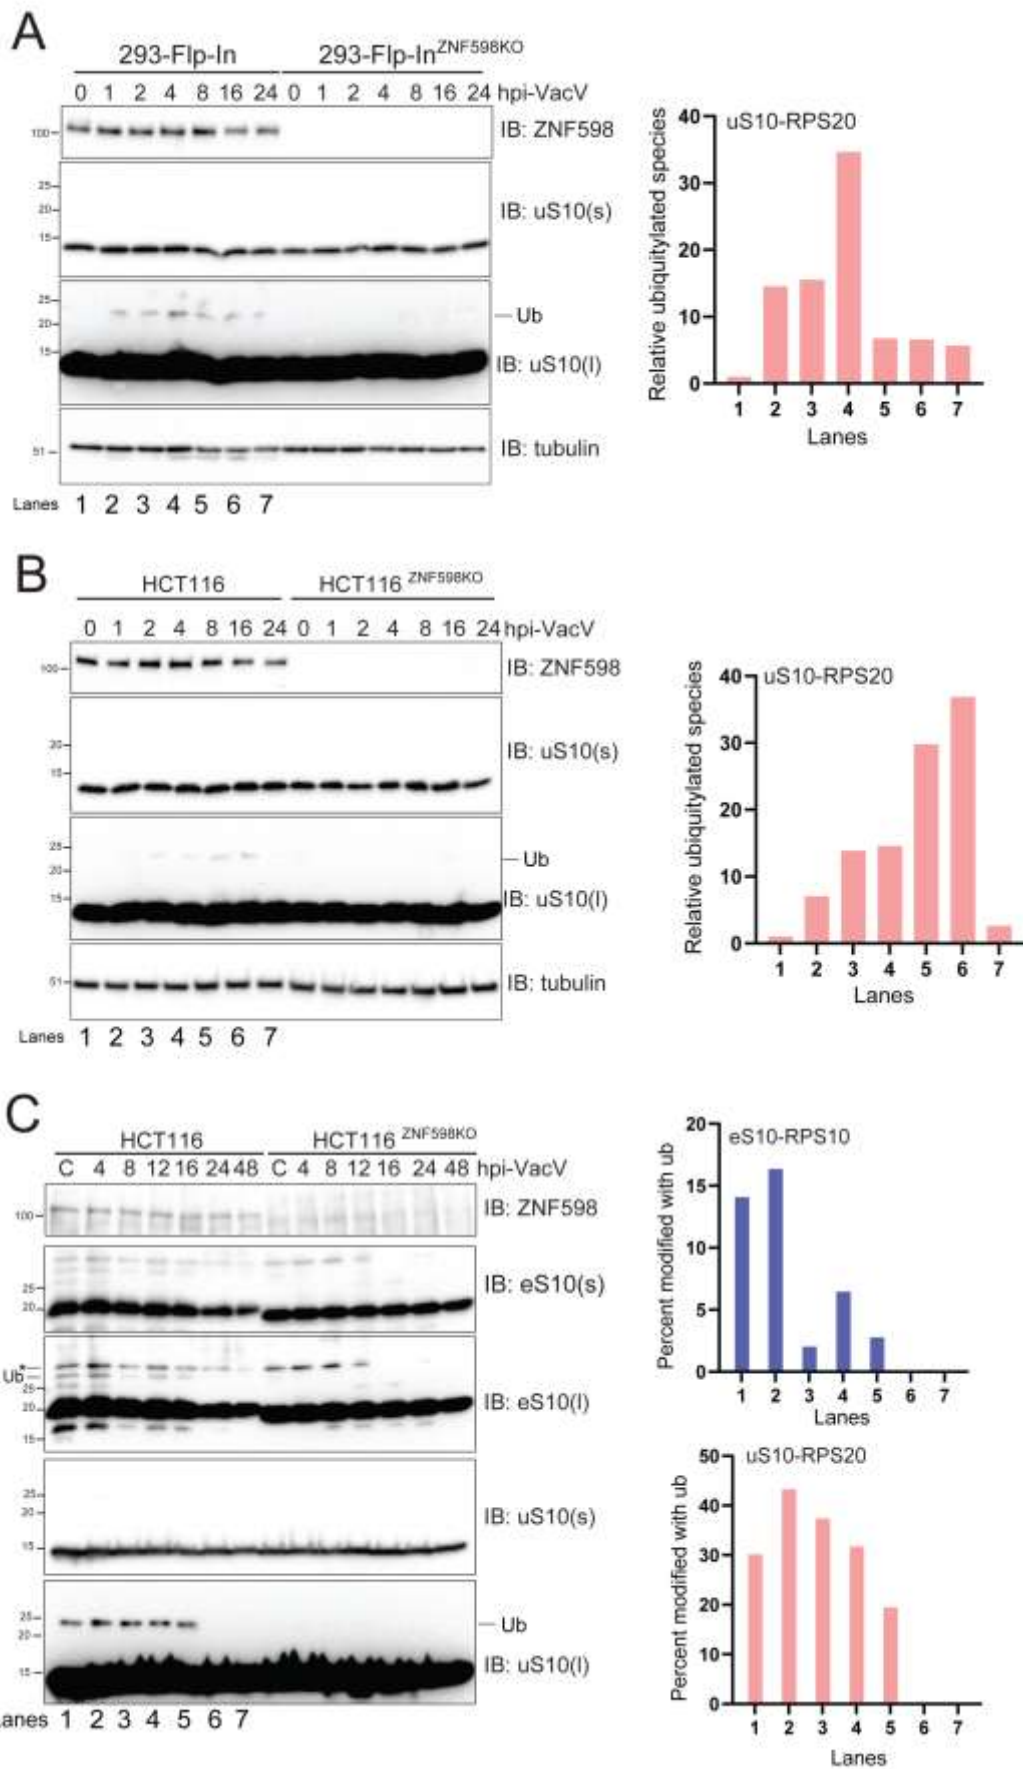 A
293-Flp-In 293-Flp-In ZNF598KO
0 1 2 4 8 16 24 0 1 2 4 8 16 24 hpi-VacV
100 IB: ZNF598
25
20 IB: uS10(s)
15
25
20 Ub
15 IB: uS10(l)
51 IB: tubulin
Lanes 1 2 3 4 5 6 7
uS10-RPS20
Relative ubiquitylated species
40
30
20
10
0
1 2 3 4 5 6 7
Lanes
B
HCT116 HCT116 ZNF598KO
0 1 2 4 8 16 24 0 1 2 4 8 16 24 hpi-VacV
100 IB: ZNF598
20 IB: uS10(s)
15
25
20 Ub
15 IB: uS10(l)
51 IB: tubulin
Lanes 1 2 3 4 5 6 7
uS10-RPS20
Relative ubiquitylated species
40
30
20
10
0
1 2 3 4 5 6 7
Lanes
C
HCT116 HCT116 ZNF598KO
C 4 8 12 16 24 48 C 4 8 12 16 24 48 hpi-VacV
100 IB: ZNF598
25 IB: eS10(s)
20
*
Ub
25
20 IB: eS10(l)
15
25
20 IB: uS10(s)
15
25 Ub
20
15 IB: uS10(l)
anes 1 2 3 4 5 6 7
eS10-RPS10
Percent modified with ub
20
15
10
5
0
1 2 3 4 5 6 7
Lanes
uS10-RPS20
Percent modified with ub
50
40
30
20
10
0
1 2 3 4 5 6 7
Lanes